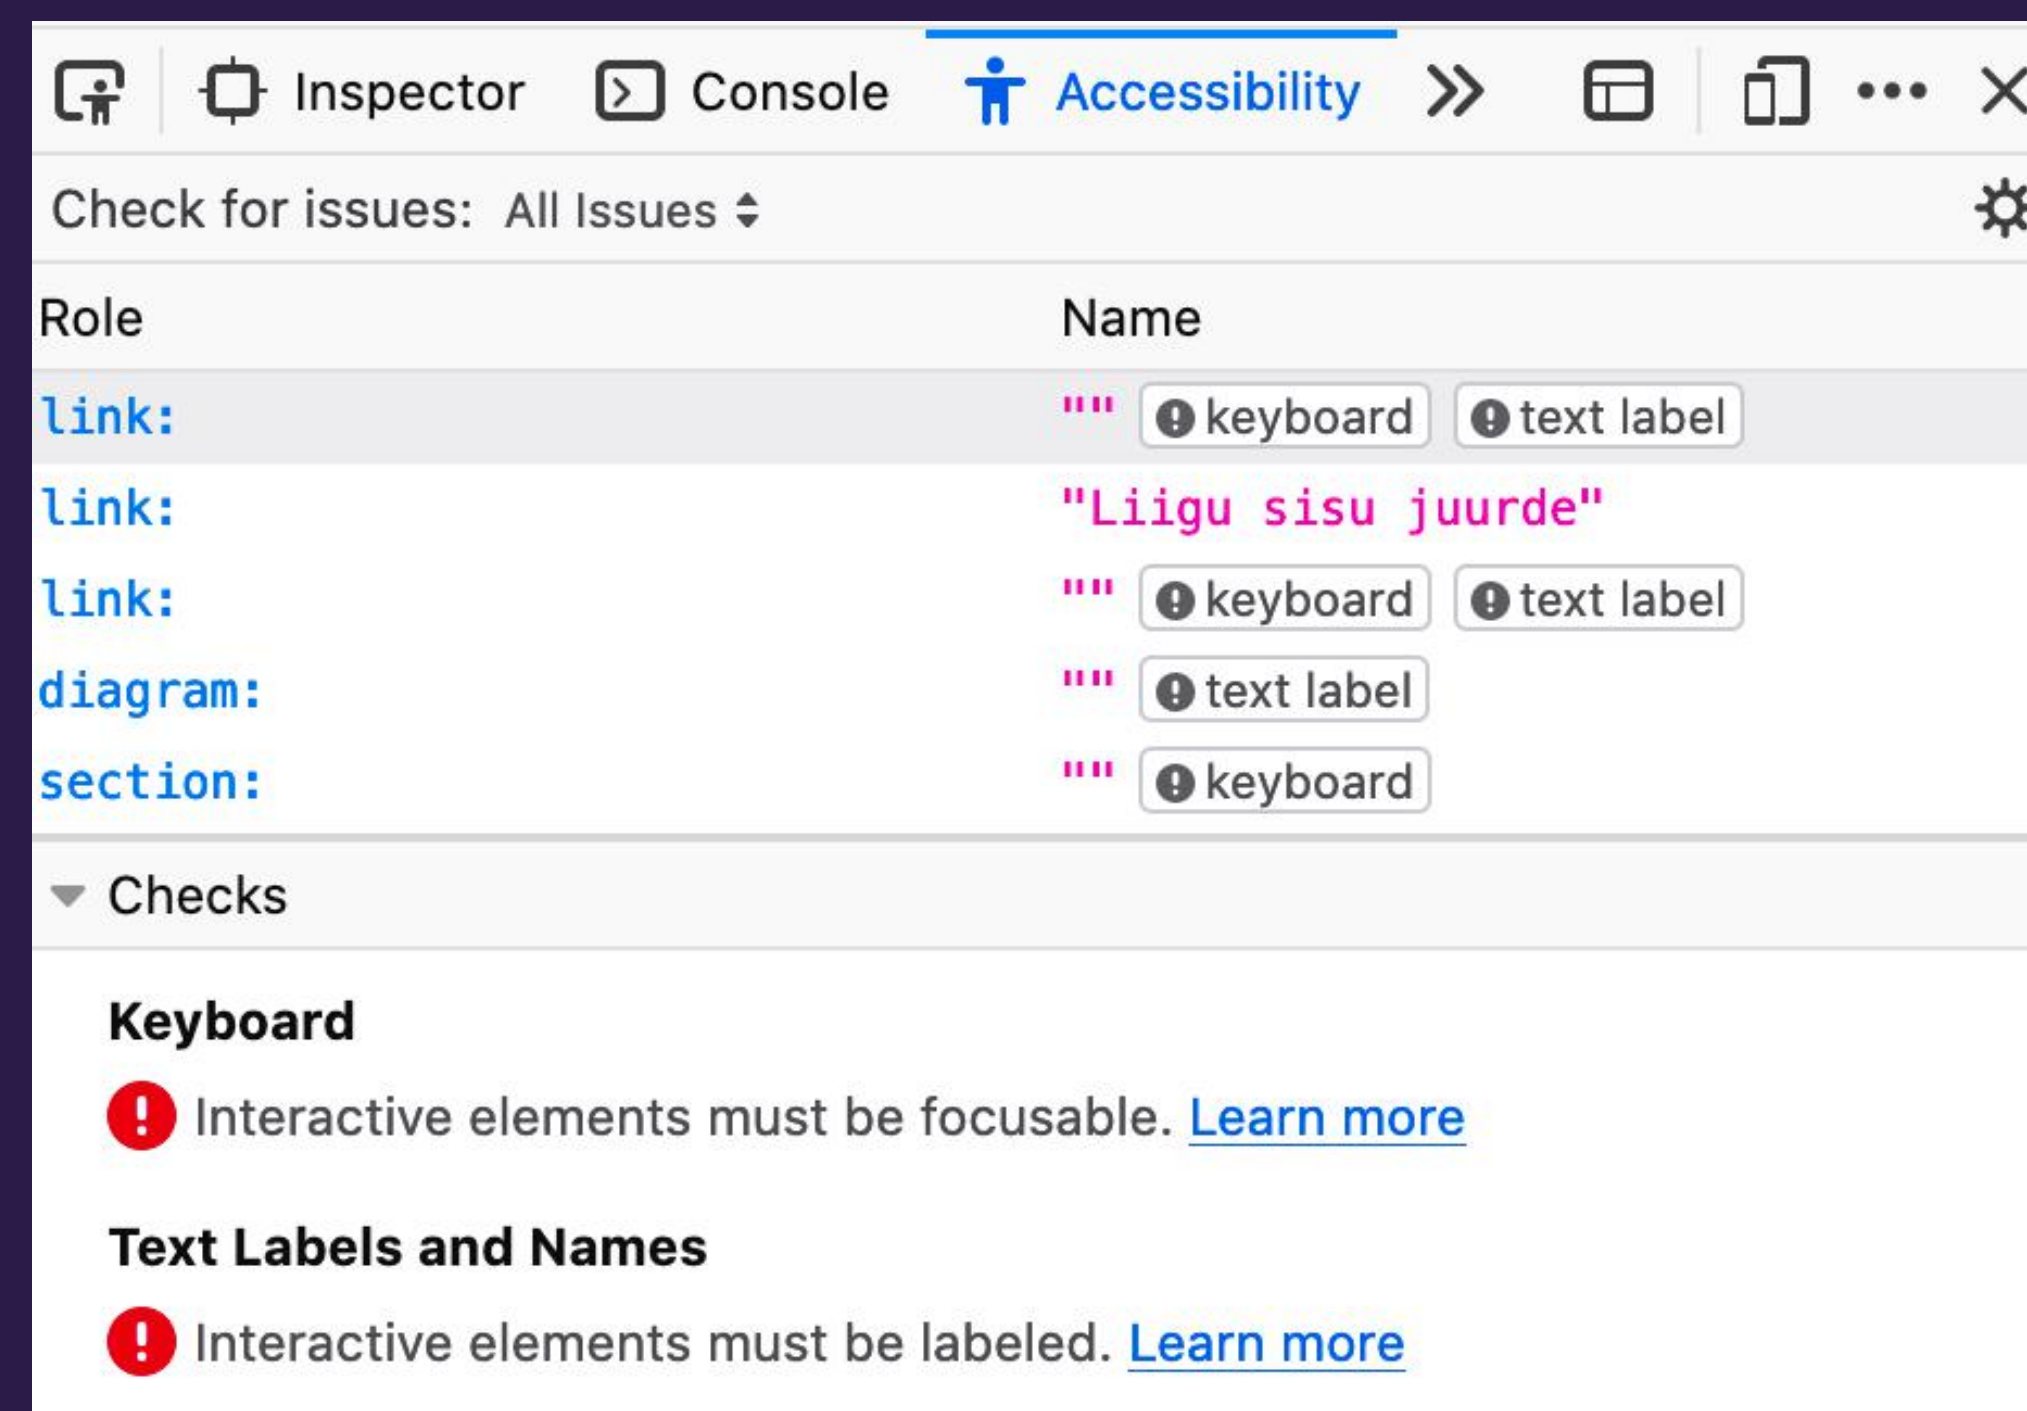 Inspector Console Accessibility
Check for issues: All Issues
Role Name
link: "" keyboard text label
link: "Liigu sisu juurde"
link: "" keyboard text label
diagram: "" text label
section: "" keyboard
Checks
Keyboard
Interactive elements must be focusable. Learn more
Text Labels and Names
Interactive elements must be labeled. Learn more